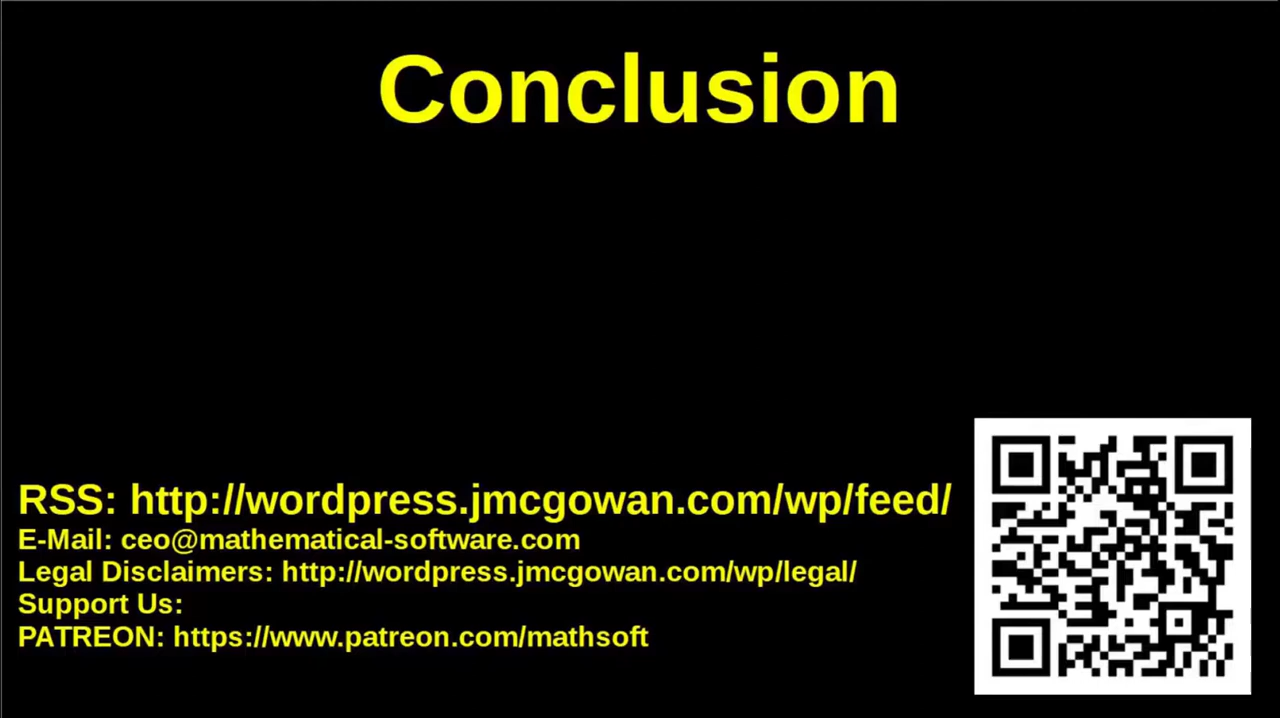 Conclusion
RSS: http://wordpress.jmcgowan.com/wp/feed/
E-Mail: ceo@mathematical-software.com
Legal Disclaimers: http://wordpress.jmcgowan.com/wp/legal/
Support Us:
PATREON: https://www.patreon.com/mathsoft